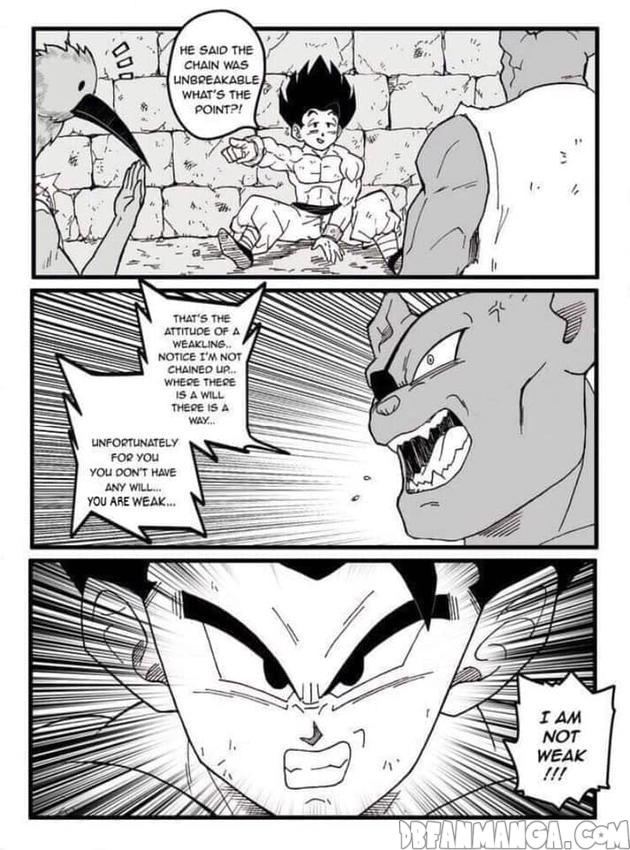 HE SAID THE
CHAIN WAS
UNBREAKABLE
WHAT'S THE
POINT?!
THAT'S THE
ATTITUDE OF A
WEAKLING..
NOTICE I'M NOT
CHAINED UP...
WHERE THERE
IS A WILL
THERE IS A
WAY...
UNFORTUNATELY
FOR YOU
YOU DON'T HAVE
ANY WILL...
YOU ARE WEAK...
I AM
NOT
WEAK
!!!
DBFANMANGA.COM